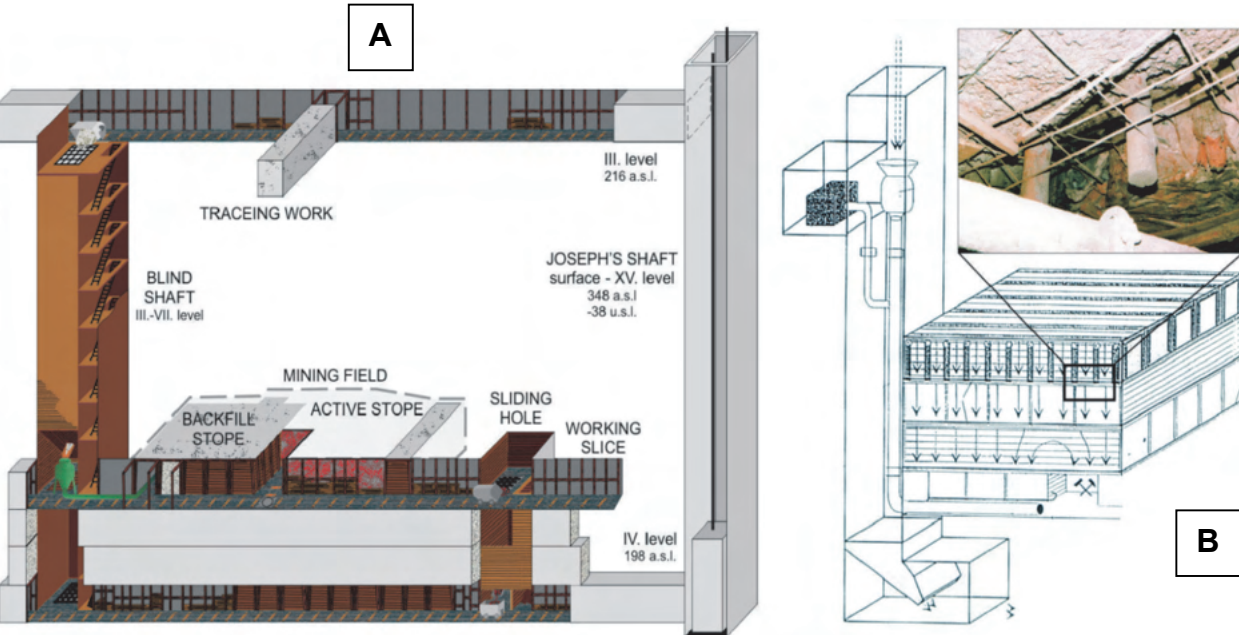 A
III. level
216 a.s.l.
TRACEING WORK
JOSEPH'S SHAFT
surface - XV. level
348 a.s.l
-38 u.s.l.
BLIND
SHAFT
III.-VII. level
MINING FIELD
BACKFILL
STOPE
ACTIVE STOPE
SLIDING
HOLE
WORKING
SLICE
IV. level
198 a.s.l.
B